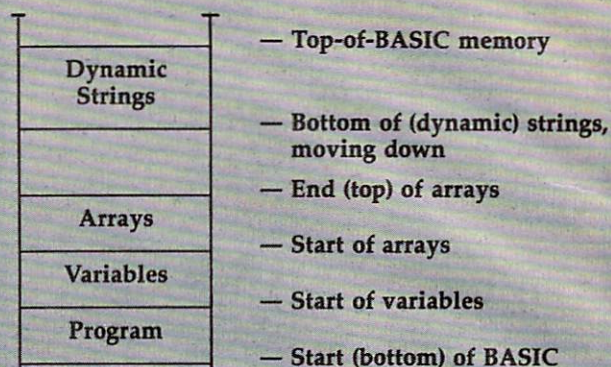 — Top-of-BASIC memory
Dynamic
Strings
— Bottom of (dynamic) strings,
moving down
— End (top) of arrays
Arrays
— Start of arrays
Variables
— Start of variables
Program
— Start (bottom) of BASIC